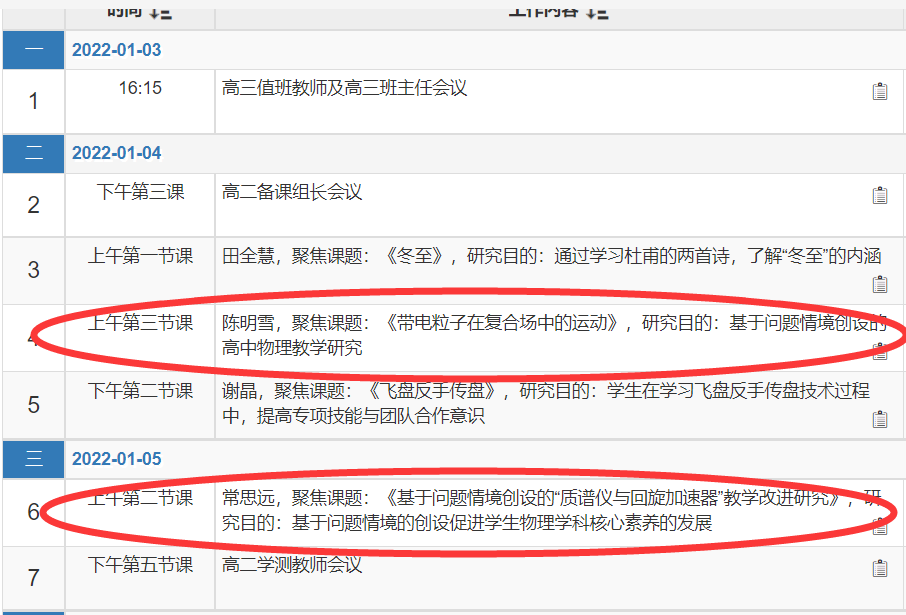 时间
工作内容
一
2022-01-03
1
16:15
高三值班教师及高三班主任会议
二
2022-01-04
2
下午第三课
高二备课组长会议
3
上午第一节课
田全慧，聚焦课题：《冬至》，研究目的：通过学习杜甫的两首诗，了解“冬至”的内涵
4
上午第三节课
陈明雪，聚焦课题：《带电粒子在复合场中的运动》，研究目的：基于问题情境创设的
高中物理教学研究
5
下午第二节课
谢晶，聚焦课题：《飞盘反手传盘》，研究目的：学生在学习飞盘反手传盘技术过程
中，提高专项技能与团队合作意识
三
2022-01-05
6
上午第二节课
常思远，聚焦课题：《基于问题情境创设的“质谱仪与回旋加速器”教学改进研究》，研
究目的：基于问题情境的创设促进学生物理学科核心素养的发展
7
下午第五节课
高二学测教师会议